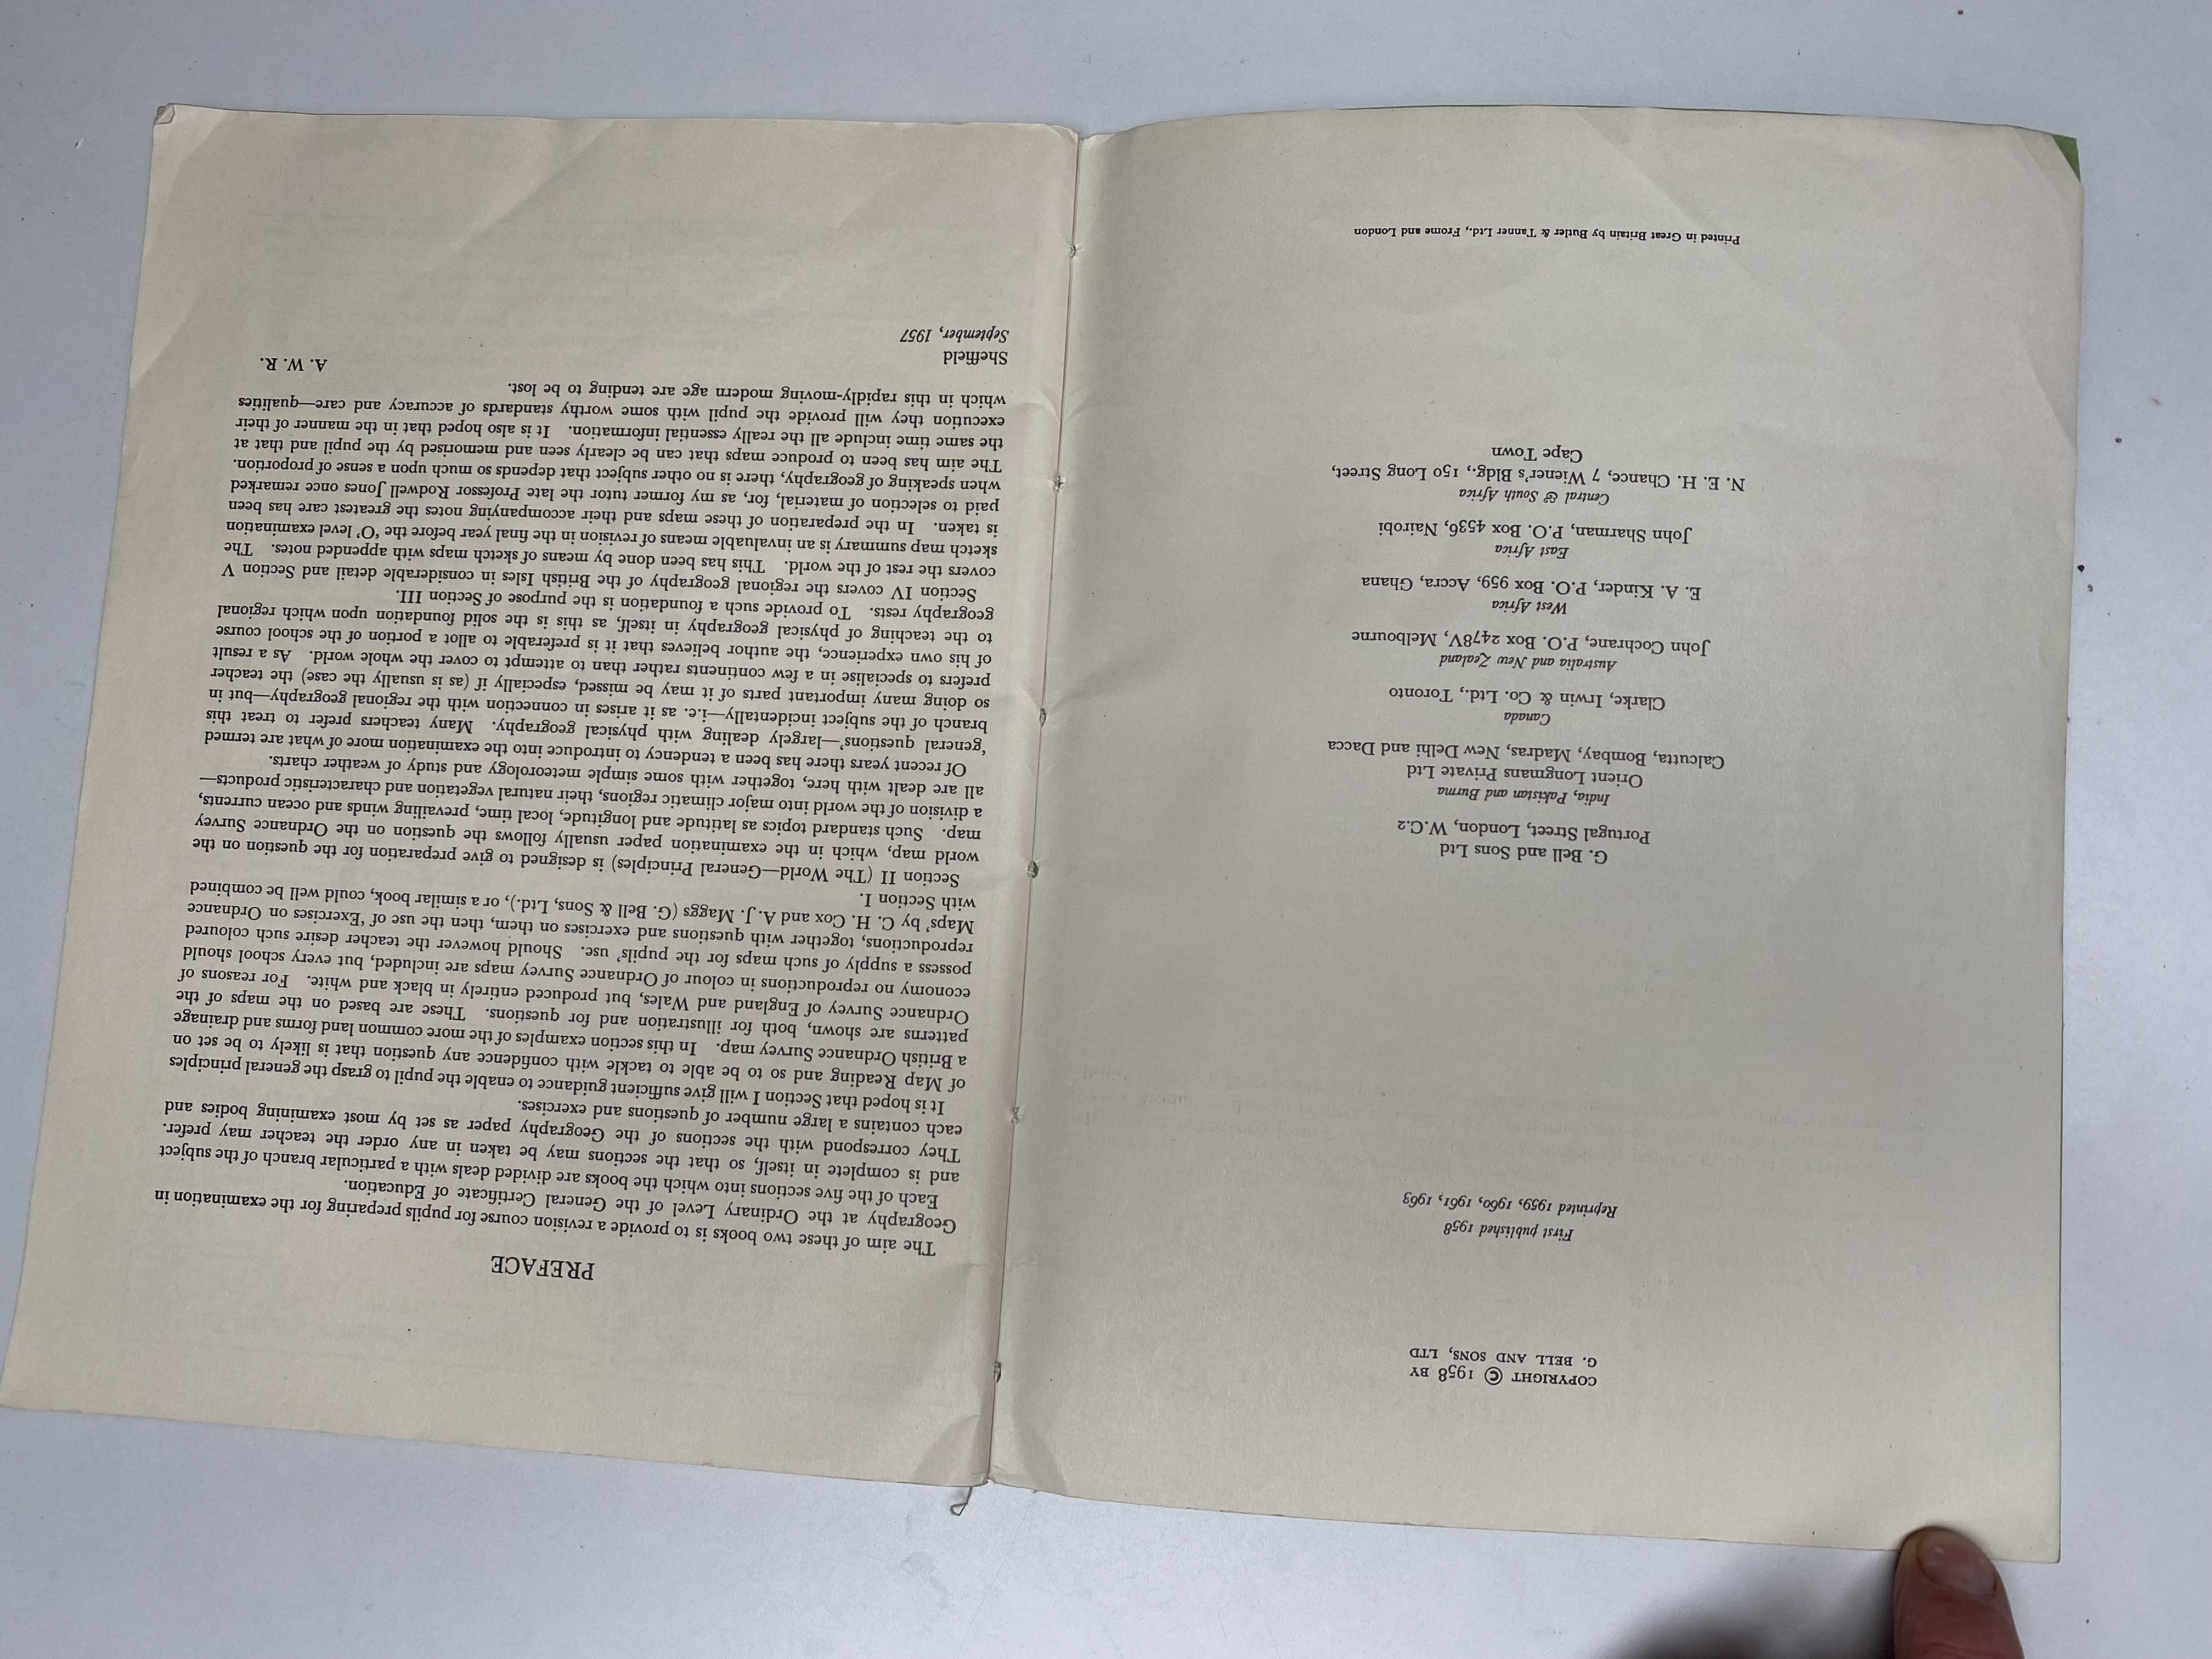 COPYRIGHT © 1958 BY
G. BELL AND SONS, LTD
First published 1958
Reprinted 1959, 1960, 1961, 1963
G. Bell and Sons Ltd
Portugal Street, London, W.C.2
India, Pakistan and Burma
Orient Longmans Private Ltd
Calcutta, Bombay, Madras, New Delhi and Dacca
Canada
Clarke, Irwin & Co. Ltd., Toronto
Australia and New Zealand
John Cochrane, P.O. Box 2478V, Melbourne
West Africa
E. A. Kinder, P.O. Box 959, Accra, Ghana
East Africa
John Sharman, P.O. Box 4536, Nairobi
Central & South Africa
N. E. H. Chance, 7 Wiener's Bldg., 150 Long Street,
Cape Town
Printed in Great Britain by Butler & Tanner Ltd., Frome and London
PREFACE
The aim of these two books is to provide a revision course for pupils preparing for the examination in
Geography at the Ordinary Level of the General Certificate of Education.
Each of the five sections into which the books are divided deals with a particular branch of the subject
and is complete in itself, so that the sections may be taken in any order the teacher may prefer.
They correspond with the sections of the Geography paper as set by most examining bodies and
each contains a large number of questions and exercises.
It is hoped that Section I will give sufficient guidance to enable the pupil to grasp the general principles
of Map Reading and so to be able to tackle with confidence any question that is likely to be set on
a British Ordnance Survey map. In this section examples of the more common land forms and drainage
patterns are shown, both for illustration and for questions. These are based on the maps of the
Ordnance Survey of England and Wales, but produced entirely in black and white. For reasons of
economy no reproductions in colour of Ordnance Survey maps are included, but every school should
possess a supply of such maps for the pupils' use. Should however the teacher desire such coloured
reproductions, together with questions and exercises on them, then the use of 'Exercises on Ordnance
Maps' by C. H. Cox and A. J. Maggs (G. Bell & Sons, Ltd.), or a similar book, could well be combined
with Section I.
Section II (The World—General Principles) is designed to give preparation for the question on the
world map, which in the examination paper usually follows the question on the Ordnance Survey
map. Such standard topics as latitude and longitude, local time, prevailing winds and ocean currents,
a division of the world into major climatic regions, their natural vegetation and characteristic products—
all are dealt with here, together with some simple meteorology and study of weather charts.
Of recent years there has been a tendency to introduce into the examination more of what are termed
'general questions'—largely dealing with physical geography. Many teachers prefer to treat this
branch of the subject incidentally—i.e. as it arises in connection with the regional geography—but in
so doing many important parts of it may be missed, especially if (as is usually the case) the teacher
prefers to specialise in a few continents rather than to attempt to cover the whole world. As a result
of his own experience, the author believes that it is preferable to allot a portion of the school course
to the teaching of physical geography in itself, as this is the solid foundation upon which regional
geography rests. To provide such a foundation is the purpose of Section III.
Section IV covers the regional geography of the British Isles in considerable detail and Section V
covers the rest of the world. This has been done by means of sketch maps with appended notes. The
sketch map summary is an invaluable means of revision in the final year before the 'O' level examination
is taken. In the preparation of these maps and their accompanying notes the greatest care has been
paid to selection of material, for, as my former tutor the late Professor Rodwell Jones once remarked
when speaking of geography, there is no other subject that depends so much upon a sense of proportion.
The aim has been to produce maps that can be clearly seen and memorised by the pupil and that at
the same time include all the really essential information. It is also hoped that in the manner of their
execution they will provide the pupil with some worthy standards of accuracy and care—qualities
which in this rapidly-moving modern age are tending to be lost.
A. W. R.
Sheffield
September, 1957